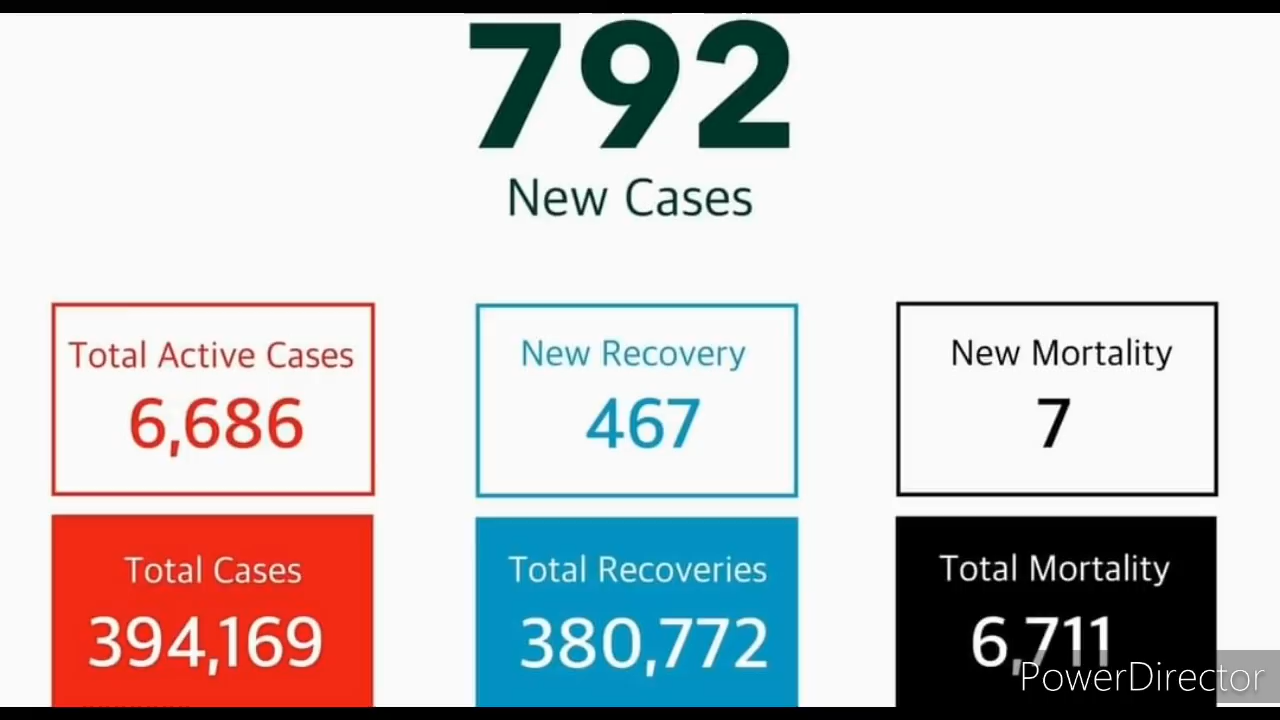 792
New Cases
Total Active Cases
6,686
New Recovery
467
New Mortality
7
Total Cases
394,169
Total Recoveries
380,772
Total Mortality
6,711
PowerDirector